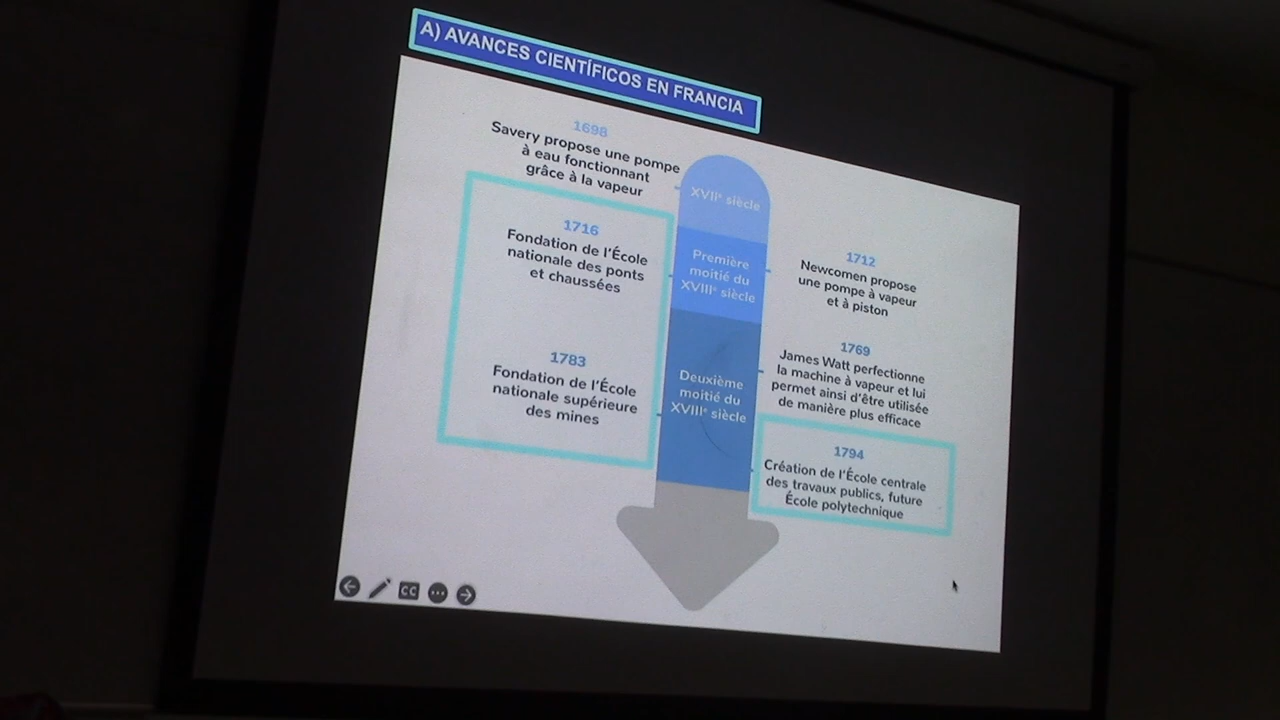 A) AVANCES CIENTÍFICOS EN FRANCIA
1698
Savery propose une pompe
à eau fonctionnant
grâce à la vapeur
1716
Fondation de l'École
nationale des ponts
et chaussées
1783
Fondation de l'École
nationale supérieure
des mines
XVIIᵉ siècle
Première
moitié du
XVIIIᵉ siècle
Deuxième
moitié du
XVIIIᵉ siècle
1712
Newcomen propose
une pompe à vapeur
et à piston
1769
James Watt perfectionne
la machine à vapeur et lui
permet ainsi d'être utilisée
de manière plus efficace
1794
Création de l'École centrale
des travaux publics, future
École polytechnique
CC